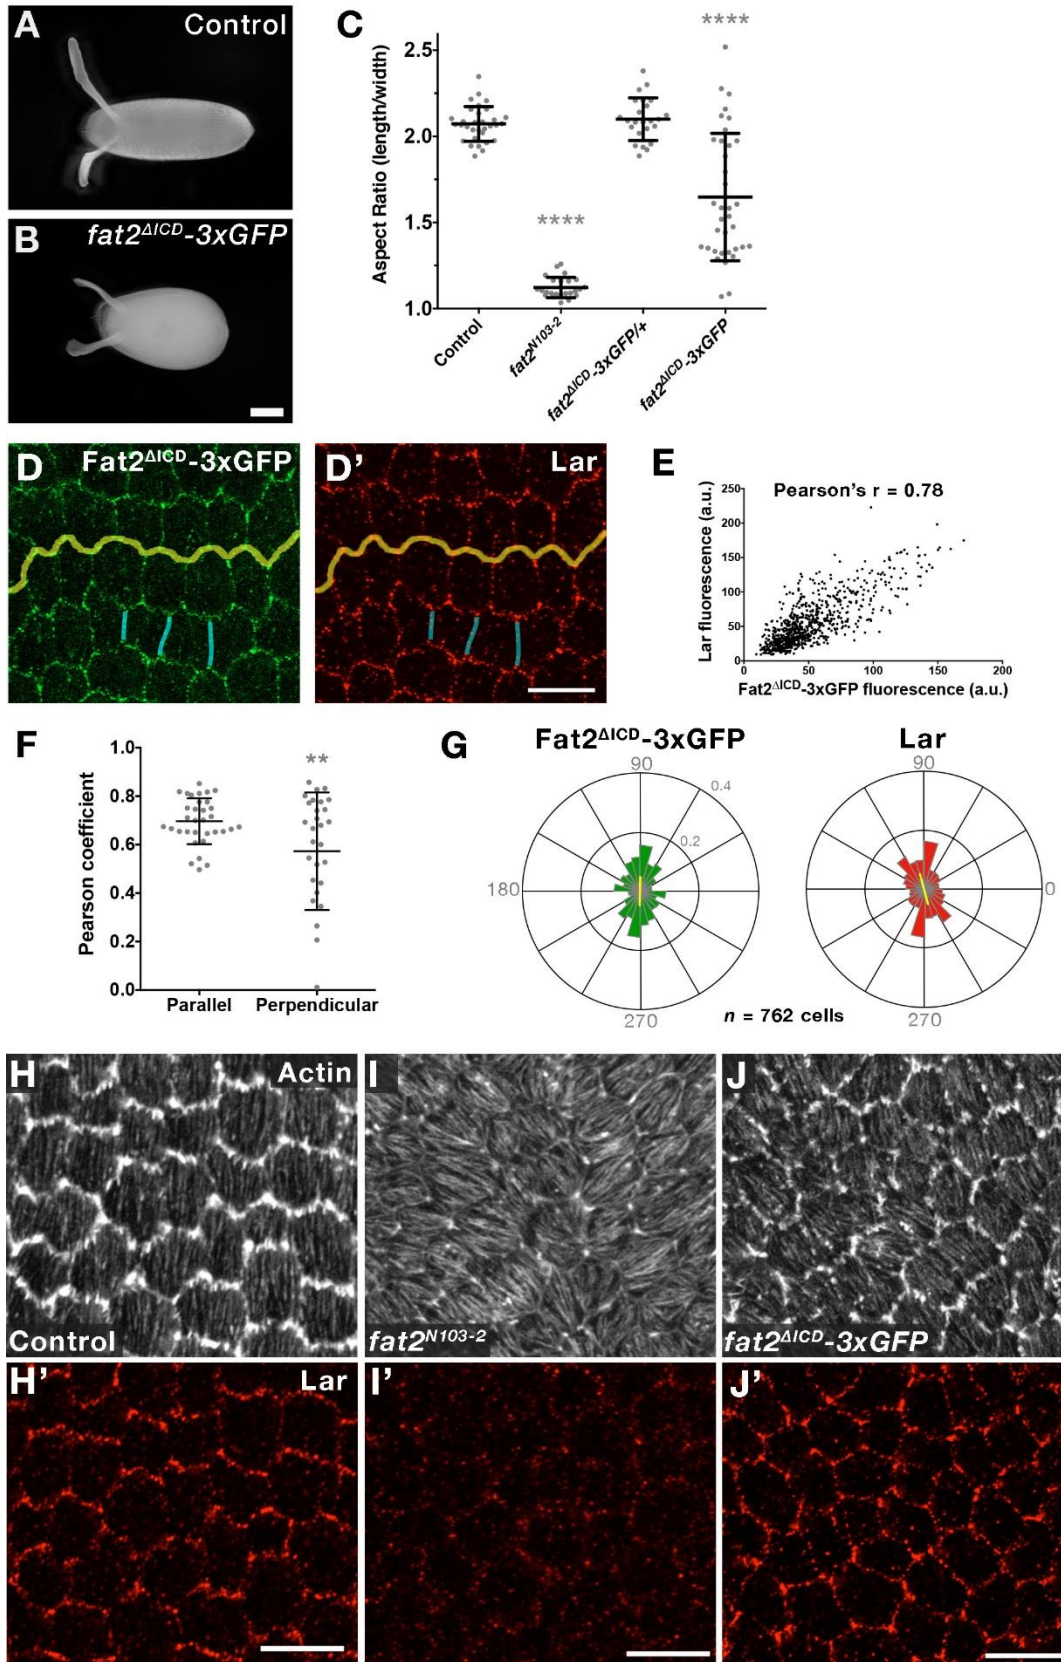 A Control
B fat2ΔICD-3xGFP
C
****
****
Aspect Ratio (length/width)
2.5
2.0
1.5
1.0
Control
fat2N103-2
fat2ΔICD-3xGFP/+
fat2ΔICD-3xGFP
D Fat2ΔICD-3xGFP
D' Lar
E
Pearson's r = 0.78
Lar fluorescence (a.u.)
250
200
150
100
50
0
0 50 100 150 200
Fat2ΔICD-3xGFP fluorescence (a.u.)
F
**
Pearson coefficient
1.0
0.8
0.6
0.4
0.2
0.0
Parallel Perpendicular
G
Fat2ΔICD-3xGFP Lar
90 90
0.4
0.2
180 0
270 270
n = 762 cells
H Actin
Control
I
fat2N103-2
J
fat2ΔICD-3xGFP
H' Lar
I'
J'